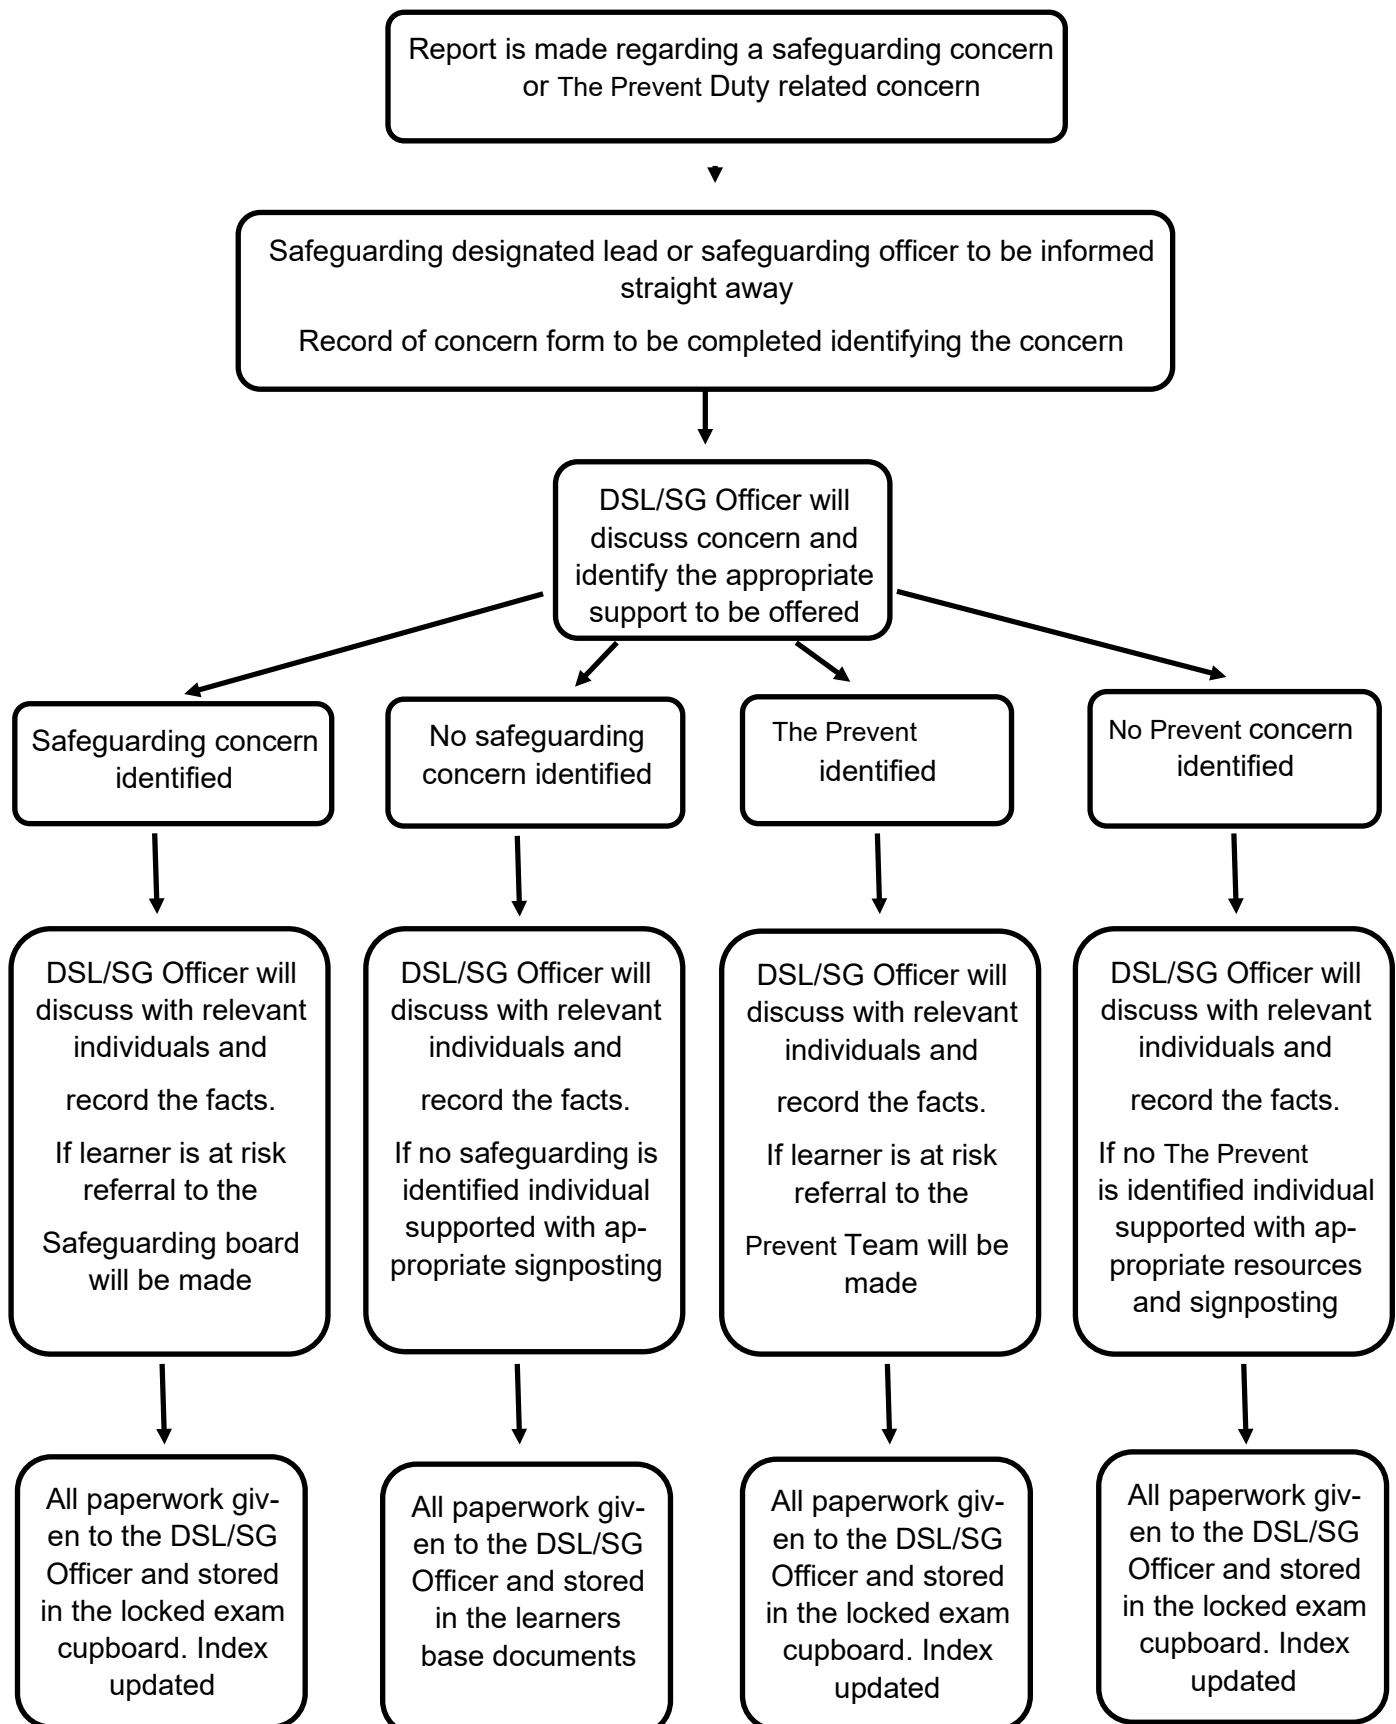 Report is made regarding a safeguarding concern
or The Prevent Duty related concern
Safeguarding designated lead or safeguarding officer to be informed
straight away
Record of concern form to be completed identifying the concern
DSL/SG Officer will
discuss concern and
identify the appropriate
support to be offered
Safeguarding concern
identified
No safeguarding
concern identified
The Prevent
identified
No Prevent concern
identified
DSL/SG Officer will
discuss with relevant
individuals and
record the facts.
If learner is at risk
referral to the
Safeguarding board
will be made
DSL/SG Officer will
discuss with relevant
individuals and
record the facts.
If no safeguarding is
identified individual
supported with ap-
propriate signposting
DSL/SG Officer will
discuss with relevant
individuals and
record the facts.
If learner is at risk
referral to the
Prevent Team will be
made
DSL/SG Officer will
discuss with relevant
individuals and
record the facts.
If no The Prevent
is identified individual
supported with ap-
propriate resources
and signposting
All paperwork giv-
en to the DSL/SG
Officer and stored
in the locked exam
cupboard. Index
updated
All paperwork giv-
en to the DSL/SG
Officer and stored
in the learners
base documents
All paperwork giv-
en to the DSL/SG
Officer and stored
in the locked exam
cupboard. Index
updated
All paperwork giv-
en to the DSL/SG
Officer and stored
in the locked exam
cupboard. Index
updated